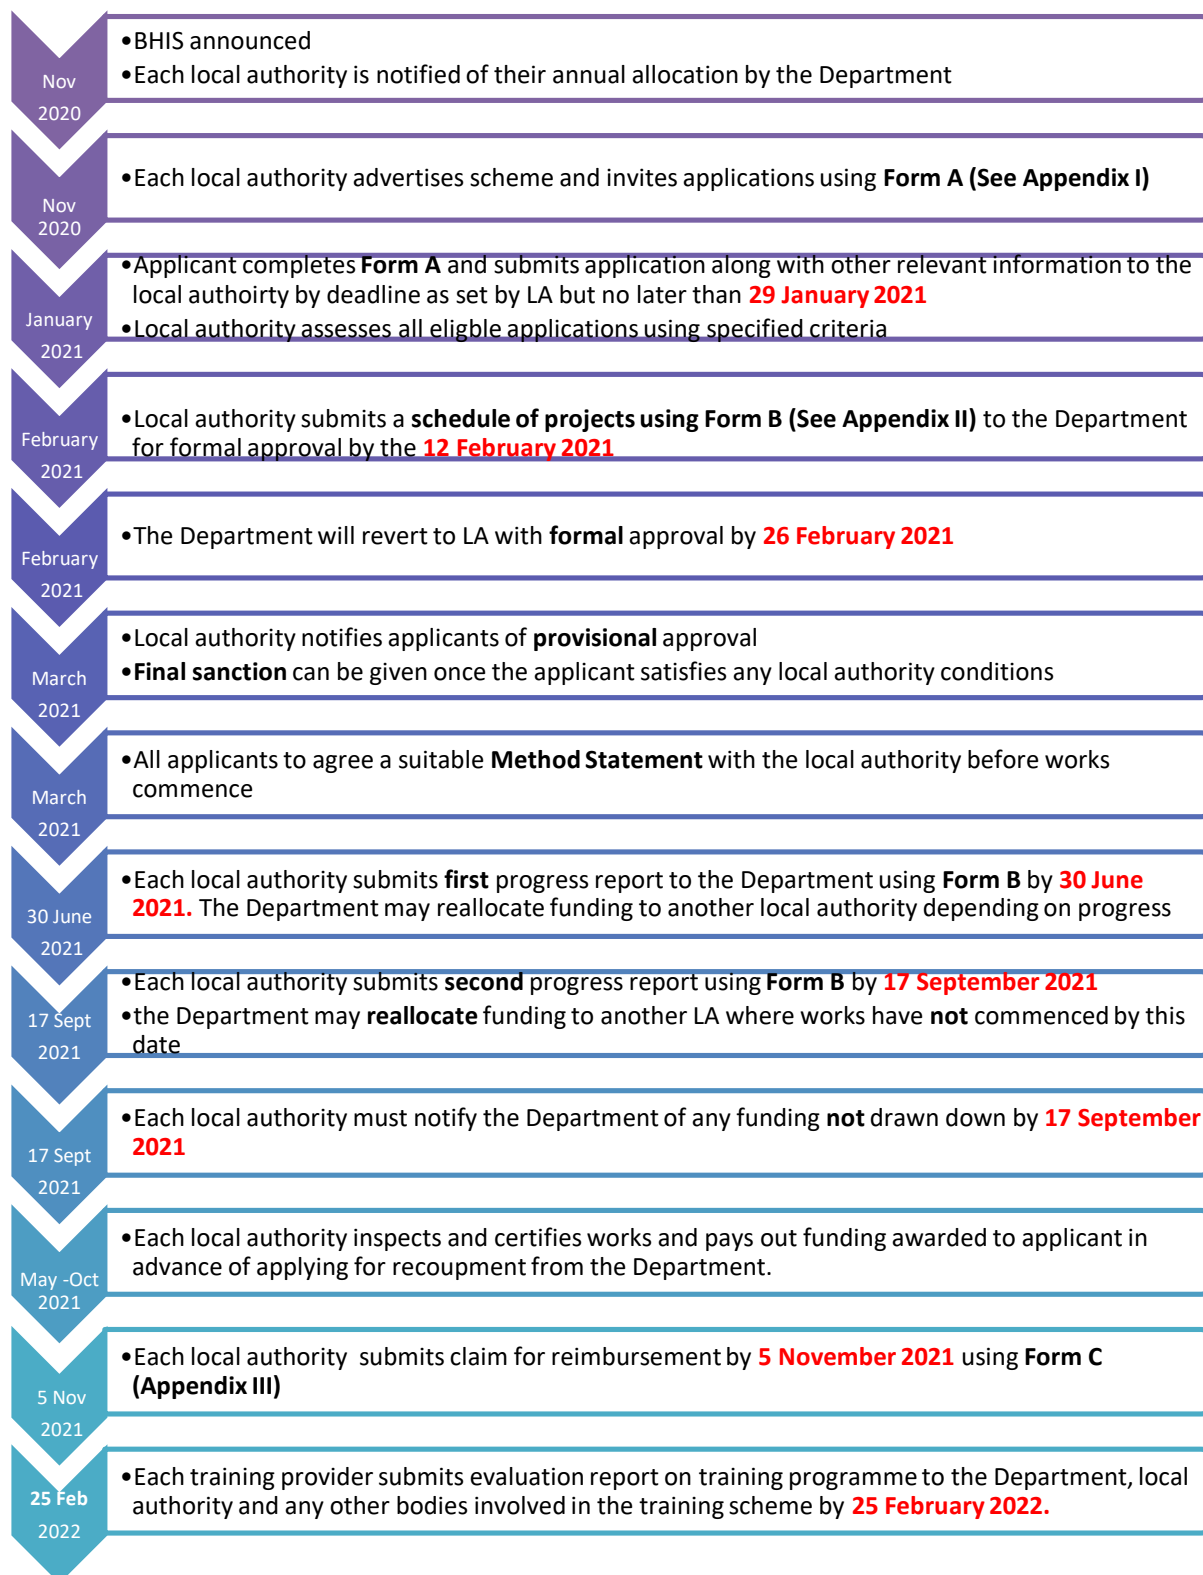 •BHIS announced
•Each local authority is notified of their annual allocation by the Department
Nov
2020
•Each local authority advertises scheme and invites applications using Form A (See Appendix I)
Nov
2020
•Applicant completes Form A and submits application along with other relevant information to the
local authoirty by deadline as set by LA but no later than 29 January 2021
•Local authority assesses all eligble applications using specified criteria
January
2021
•Local authority submits a schedule of projects using Form B (See Appendix II) to the Department
for formal approval by the 12 February 2021
February
2021
•The Department will revert to LA with formal approval by 26 February 2021
February
2021
•Local authority notifies applicants of provisional approval
•Final sanction can be given once the applicant satisfies any local authority conditions
March
2021
•All applicants to agree a suitable Method Statement with the local authority before works
commence
March
2021
•Each local authority submits first progress report to the Department using Form B by 30 June
2021. The Department may reallocate funding to another local authority depending on progress
30 June
2021
•Each local authority submits second progress report using Form B by 17 September 2021
•the Department may reallocate funding to another LA where works have not commenced by this
date
17 Sept
2021
•Each local authority must notify the Department of any funding not drawn down by 17 September
2021
17 Sept
2021
•Each local authority inspects and certifies works and pays out funding awarded to applicant in
advance of applying for recoupment from the Department.
May -Oct
2021
•Each local authority submits claim for reimbursement by 5 November 2021 using Form C
(Appendix III)
5 Nov
2021
•Each training provider submits evaluation report on training programme to the Department, local
authority and any other bodies involved in the training scheme by 25 February 2022.
25 Feb
2022